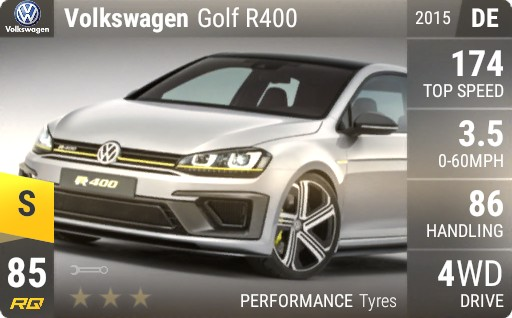 Volkswagen
Volkswagen Golf R400
2015 DE
174
TOP SPEED
3.5
0-60MPH
86
HANDLING
4WD
DRIVE
S
85
RQ
R 400
PERFORMANCE Tyres